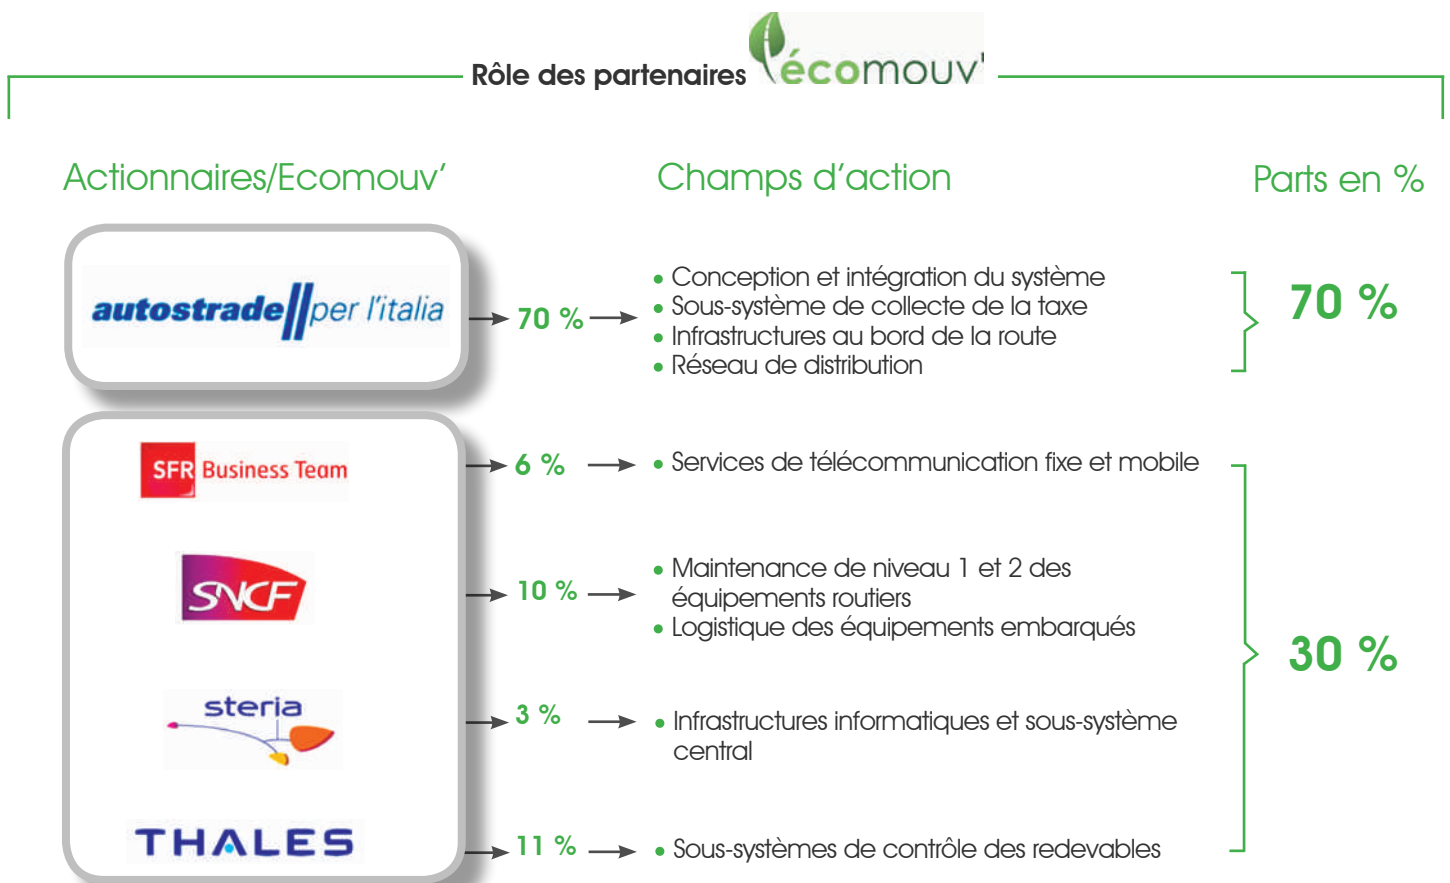 Rôle des partenaires écomouv'
Actionnaires/Ecomouv’
Champs d’action
Parts en %
autostrade per l’italia
70 %
• Conception et intégration du système
• Sous-système de collecte de la taxe
• Infrastructures au bord de la route
• Réseau de distribution
70 %
SFR Business Team
6 %
• Services de télécommunication fixe et mobile
SNCF
10 %
• Maintenance de niveau 1 et 2 des
équipements routiers
• Logistique des équipements embarqués
30 %
steria
3 %
• Infrastructures informatiques et sous-système
central
THALES
11 %
• Sous-systèmes de contrôle des redevables